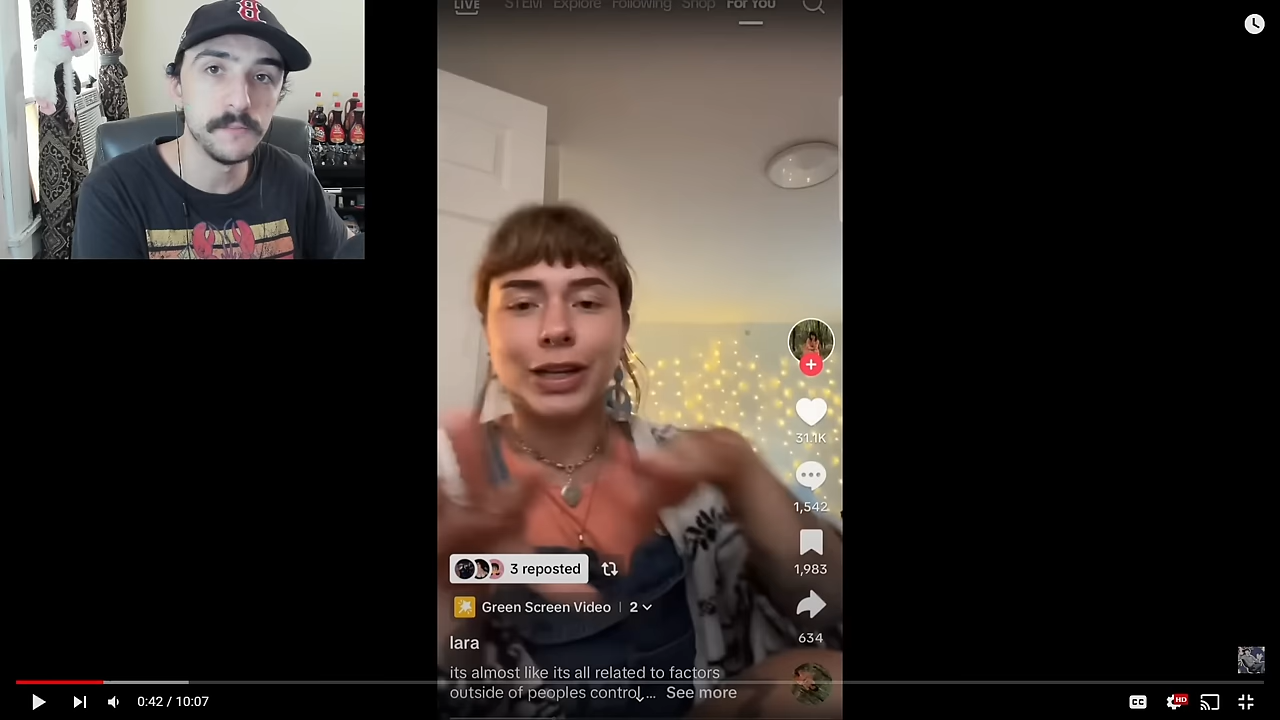 B
LIVE
STEM Explore Following Shop For You
31.1K
1,542
1,983
634
3 reposted
Green Screen Video | 2
lara
its almost like its all related to factors
outside of peoples control,... See more
0:42 / 10:07
CC
HD